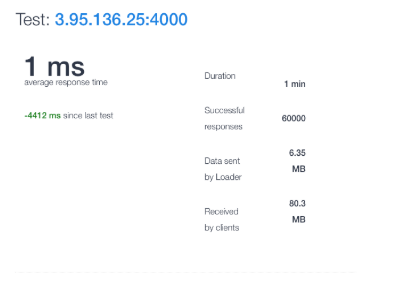 Test: 3.95.136.25:4000
1 ms
average response time
-4412 ms since last test
Duration
1 min
Successful
responses
60000
Data sent
by Loader
6.35
MB
Received
by clients
80.3
MB